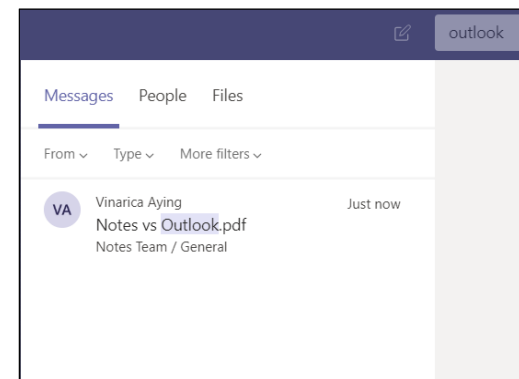 outlook
Messages People Files
From Type More filters
VA Vinarica Aying Just now
Notes vs Outlook.pdf
Notes Team / General